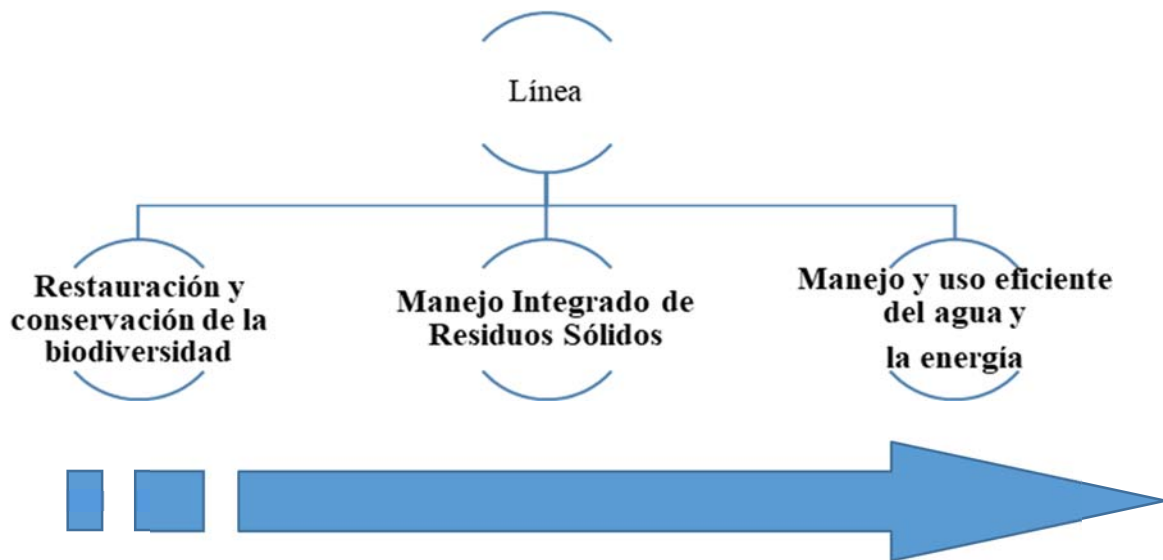 Línea
Restauración y
conservación de la
biodiversidad
Manejo Integrado de
Residuos Sólidos
Manejo y uso eficiente
del agua y
la energía